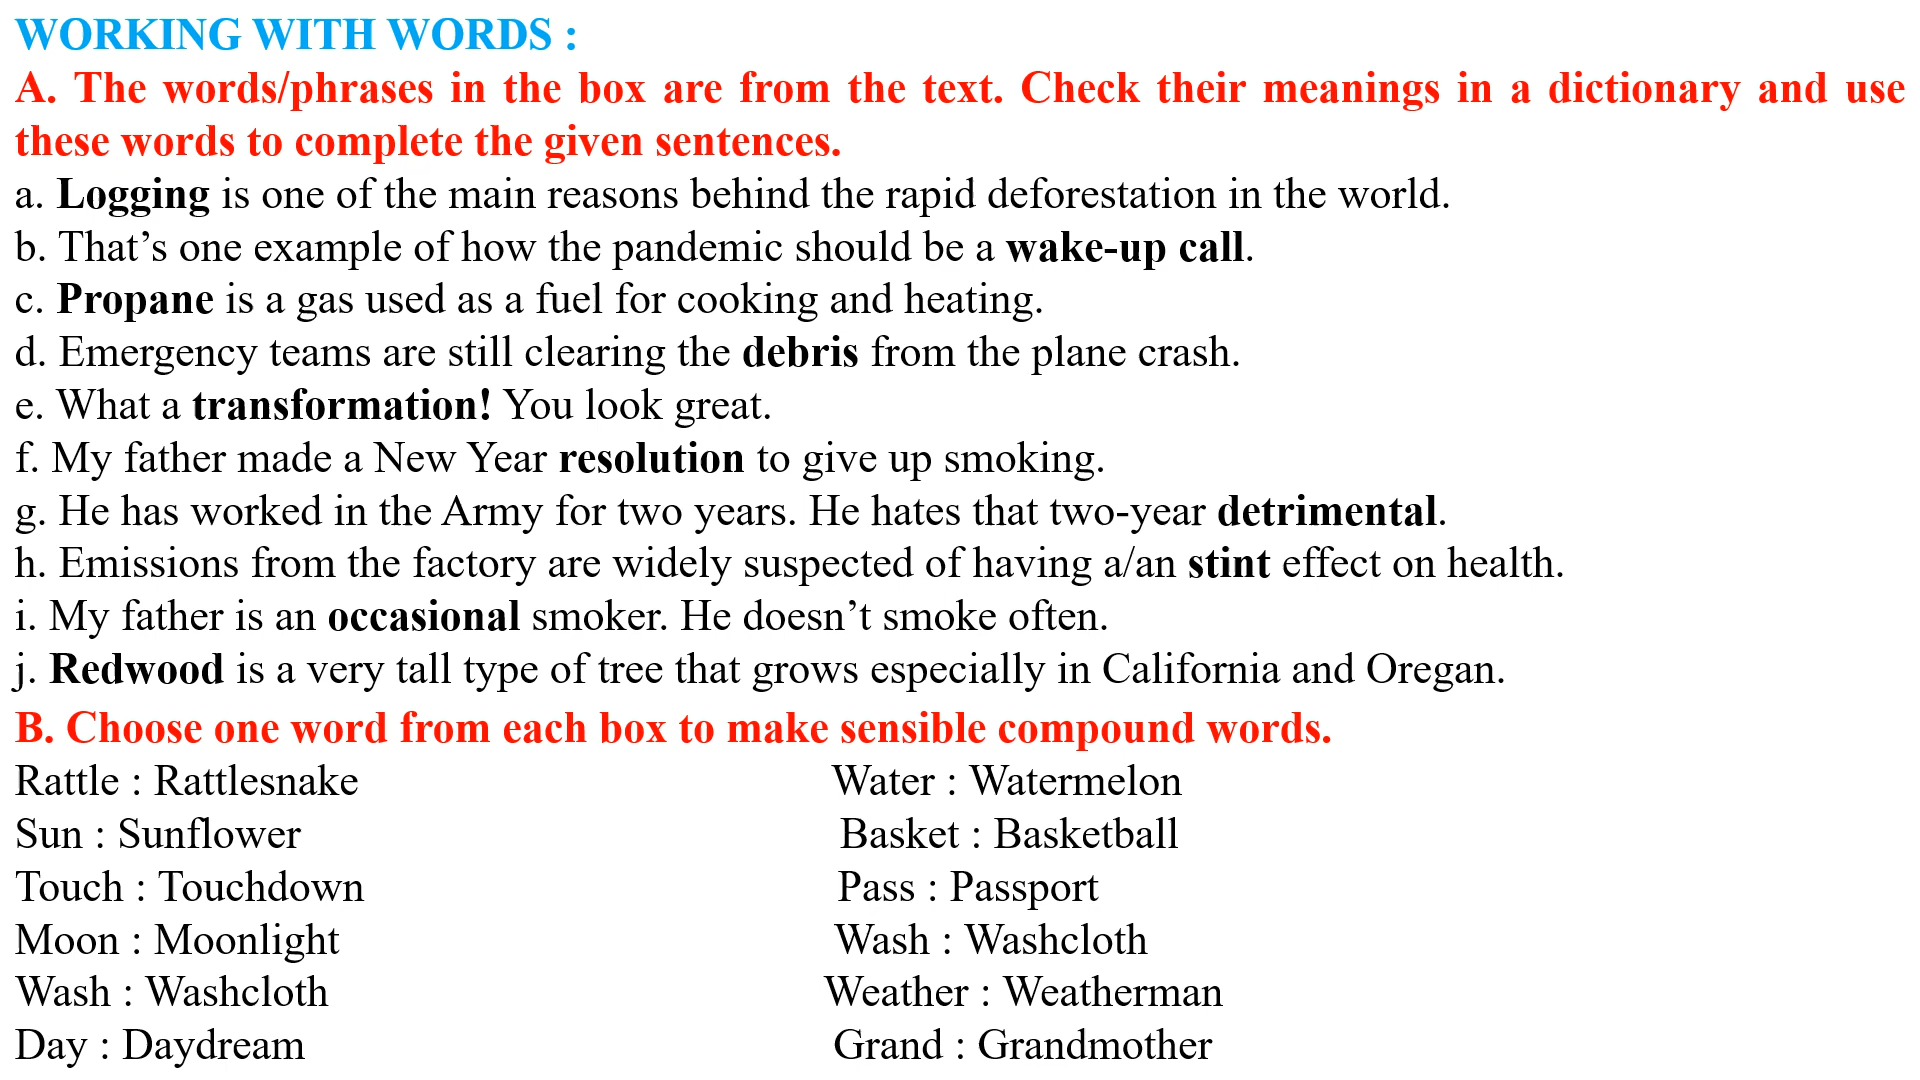 WORKING WITH WORDS :
A. The words/phrases in the box are from the text. Check their meanings in a dictionary and use
these words to complete the given sentences.
a. Logging is one of the main reasons behind the rapid deforestation in the world.
b. That’s one example of how the pandemic should be a wake-up call.
c. Propane is a gas used as a fuel for cooking and heating.
d. Emergency teams are still clearing the debris from the plane crash.
e. What a transformation! You look great.
f. My father made a New Year resolution to give up smoking.
g. He has worked in the Army for two years. He hates that two-year detrimental.
h. Emissions from the factory are widely suspected of having a/an stint effect on health.
i. My father is an occasional smoker. He doesn’t smoke often.
j. Redwood is a very tall type of tree that grows especially in California and Oregan.
B. Choose one word from each box to make sensible compound words.
Rattle : Rattlesnake Water : Watermelon
Sun : Sunflower Basket : Basketball
Touch : Touchdown Pass : Passport
Moon : Moonlight Wash : Washcloth
Wash : Washcloth Weather : Weatherman
Day : Daydream Grand : Grandmother